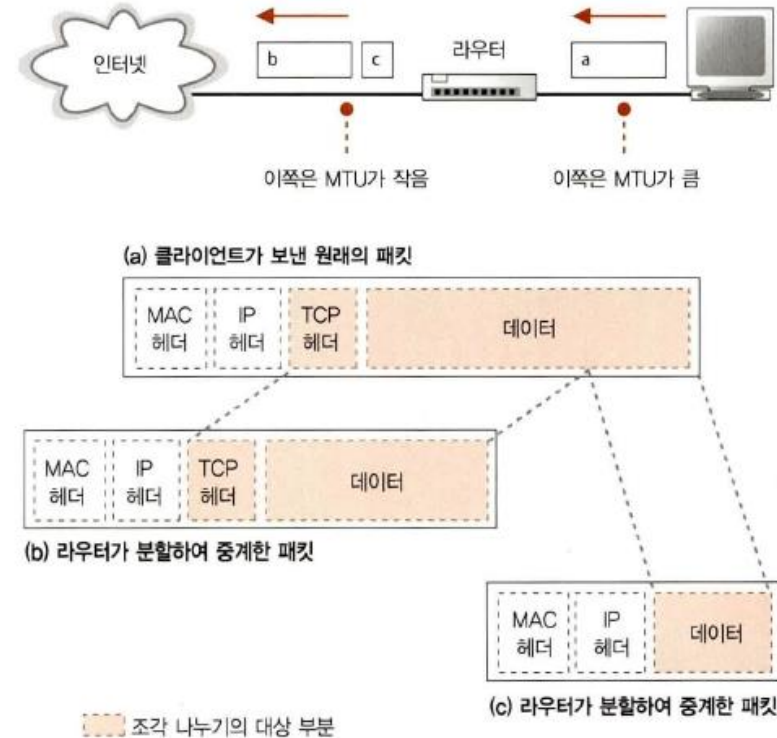 인터넷
b
c
라우터
a
이쪽은 MTU가 작음
이쪽은 MTU가 큼
(a) 클라이언트가 보낸 원래의 패킷
MAC
헤더
IP
헤더
TCP
헤더
데이터
MAC
헤더
IP
헤더
TCP
헤더
데이터
(b) 라우터가 분할하여 중계한 패킷
MAC
헤더
IP
헤더
데이터
(c) 라우터가 분할하여 중계한 패킷
조각 나누기의 대상 부분